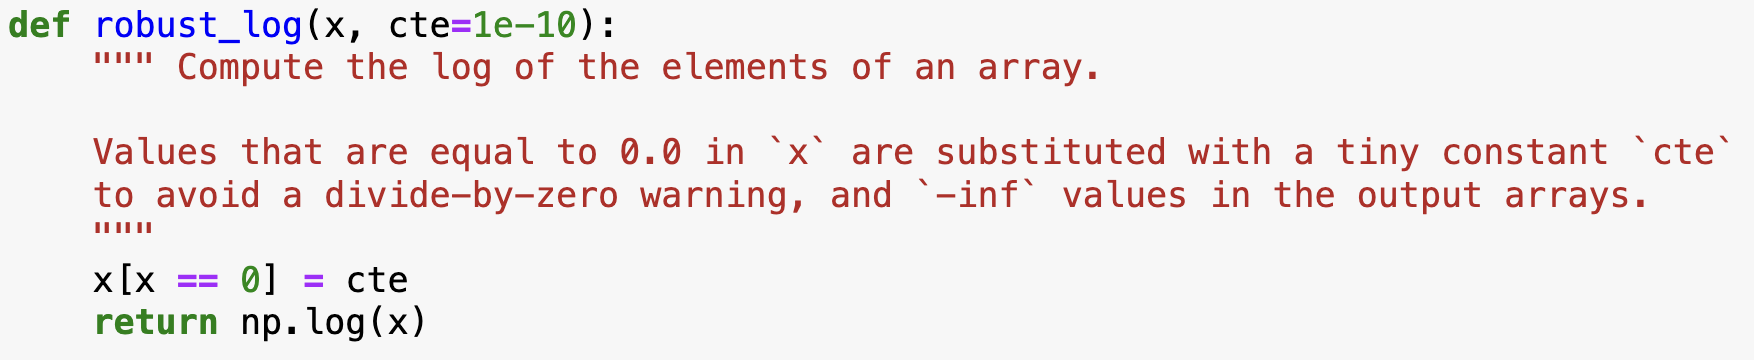 def robust_log(x, cte=1e-10):
    """ Compute the log of the elements of an array.

    Values that are equal to 0.0 in `x` are substituted with a tiny constant `cte`
    to avoid a divide-by-zero warning, and `-inf` values in the output arrays.
    """
    x[x == 0] = cte
    return np.log(x)